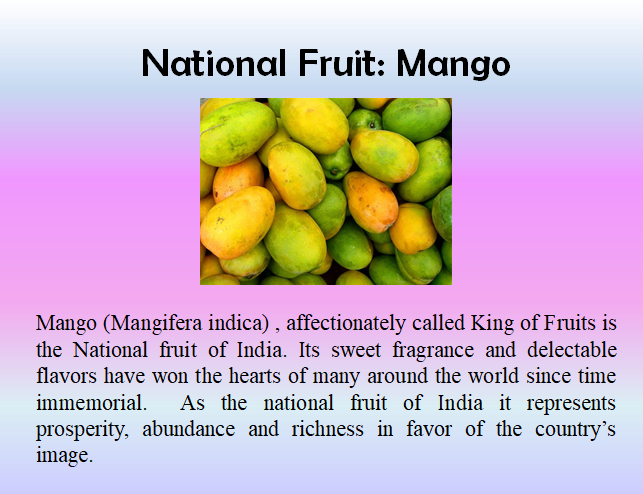 National Fruit: Mango
Mango (Mangifera indica) , affectionately called King of Fruits is
the National fruit of India. Its sweet fragrance and delectable
flavors have won the hearts of many around the world since time
immemorial.  As the national fruit of India it represents
prosperity, abundance and richness in favor of the country’s
image.